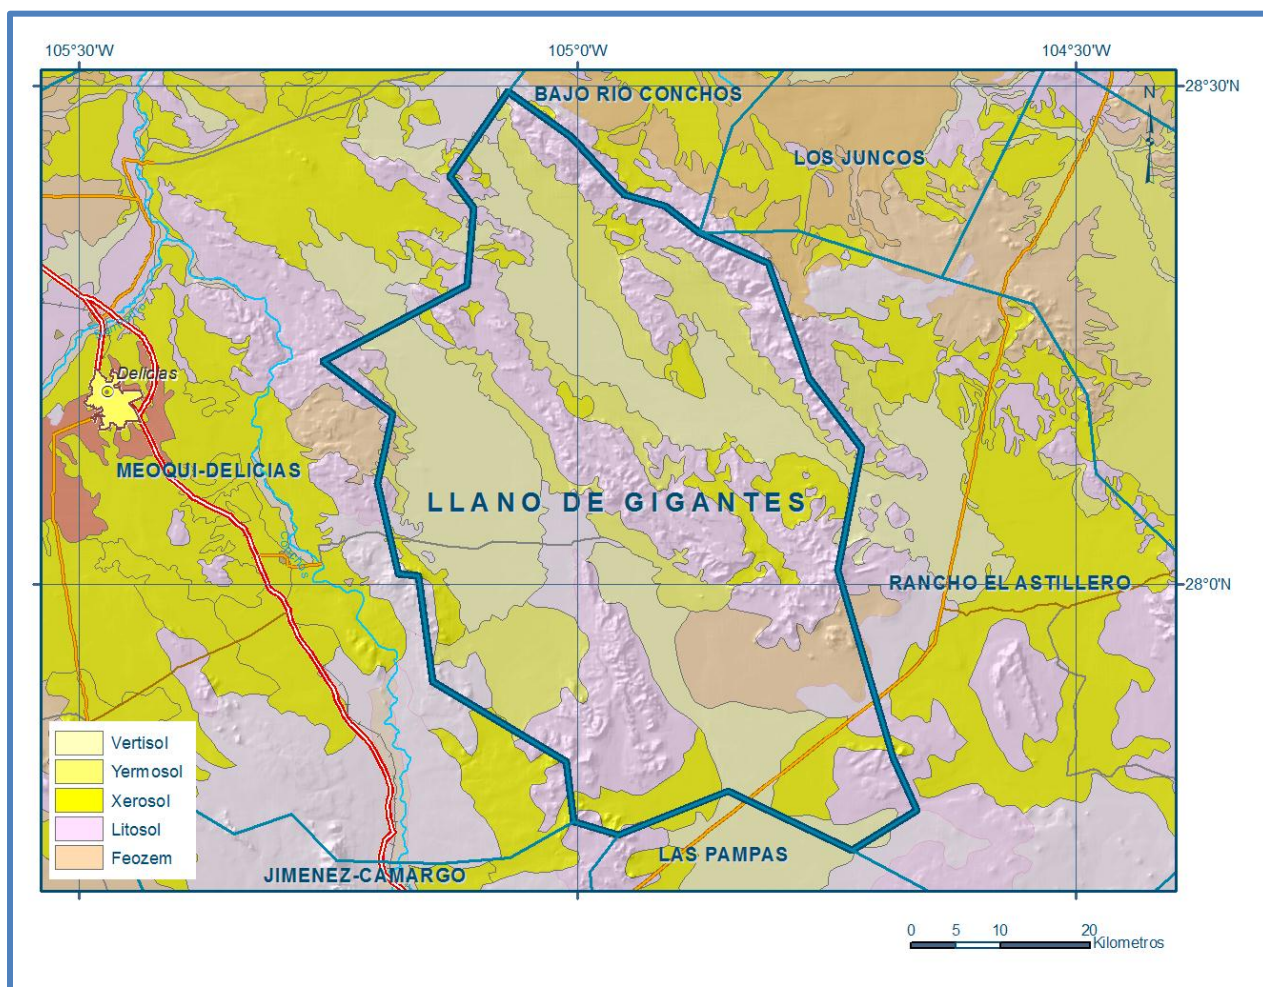 105°30'W
105°0'W
104°30'W
28°30'N
N
BAJO RIO CONCHOS
LOS JUNCOS
Delicias
MEOQUI-DELICIAS
LLANO DE GIGANTES
28°0'N
RANCHO EL ASTILLERO
Vertisol
Yermosol
Xerosol
Litosol
Feozem
LAS PAMPAS
JIMENEZ-CAMARGO
0 5 10 20
Kilometros